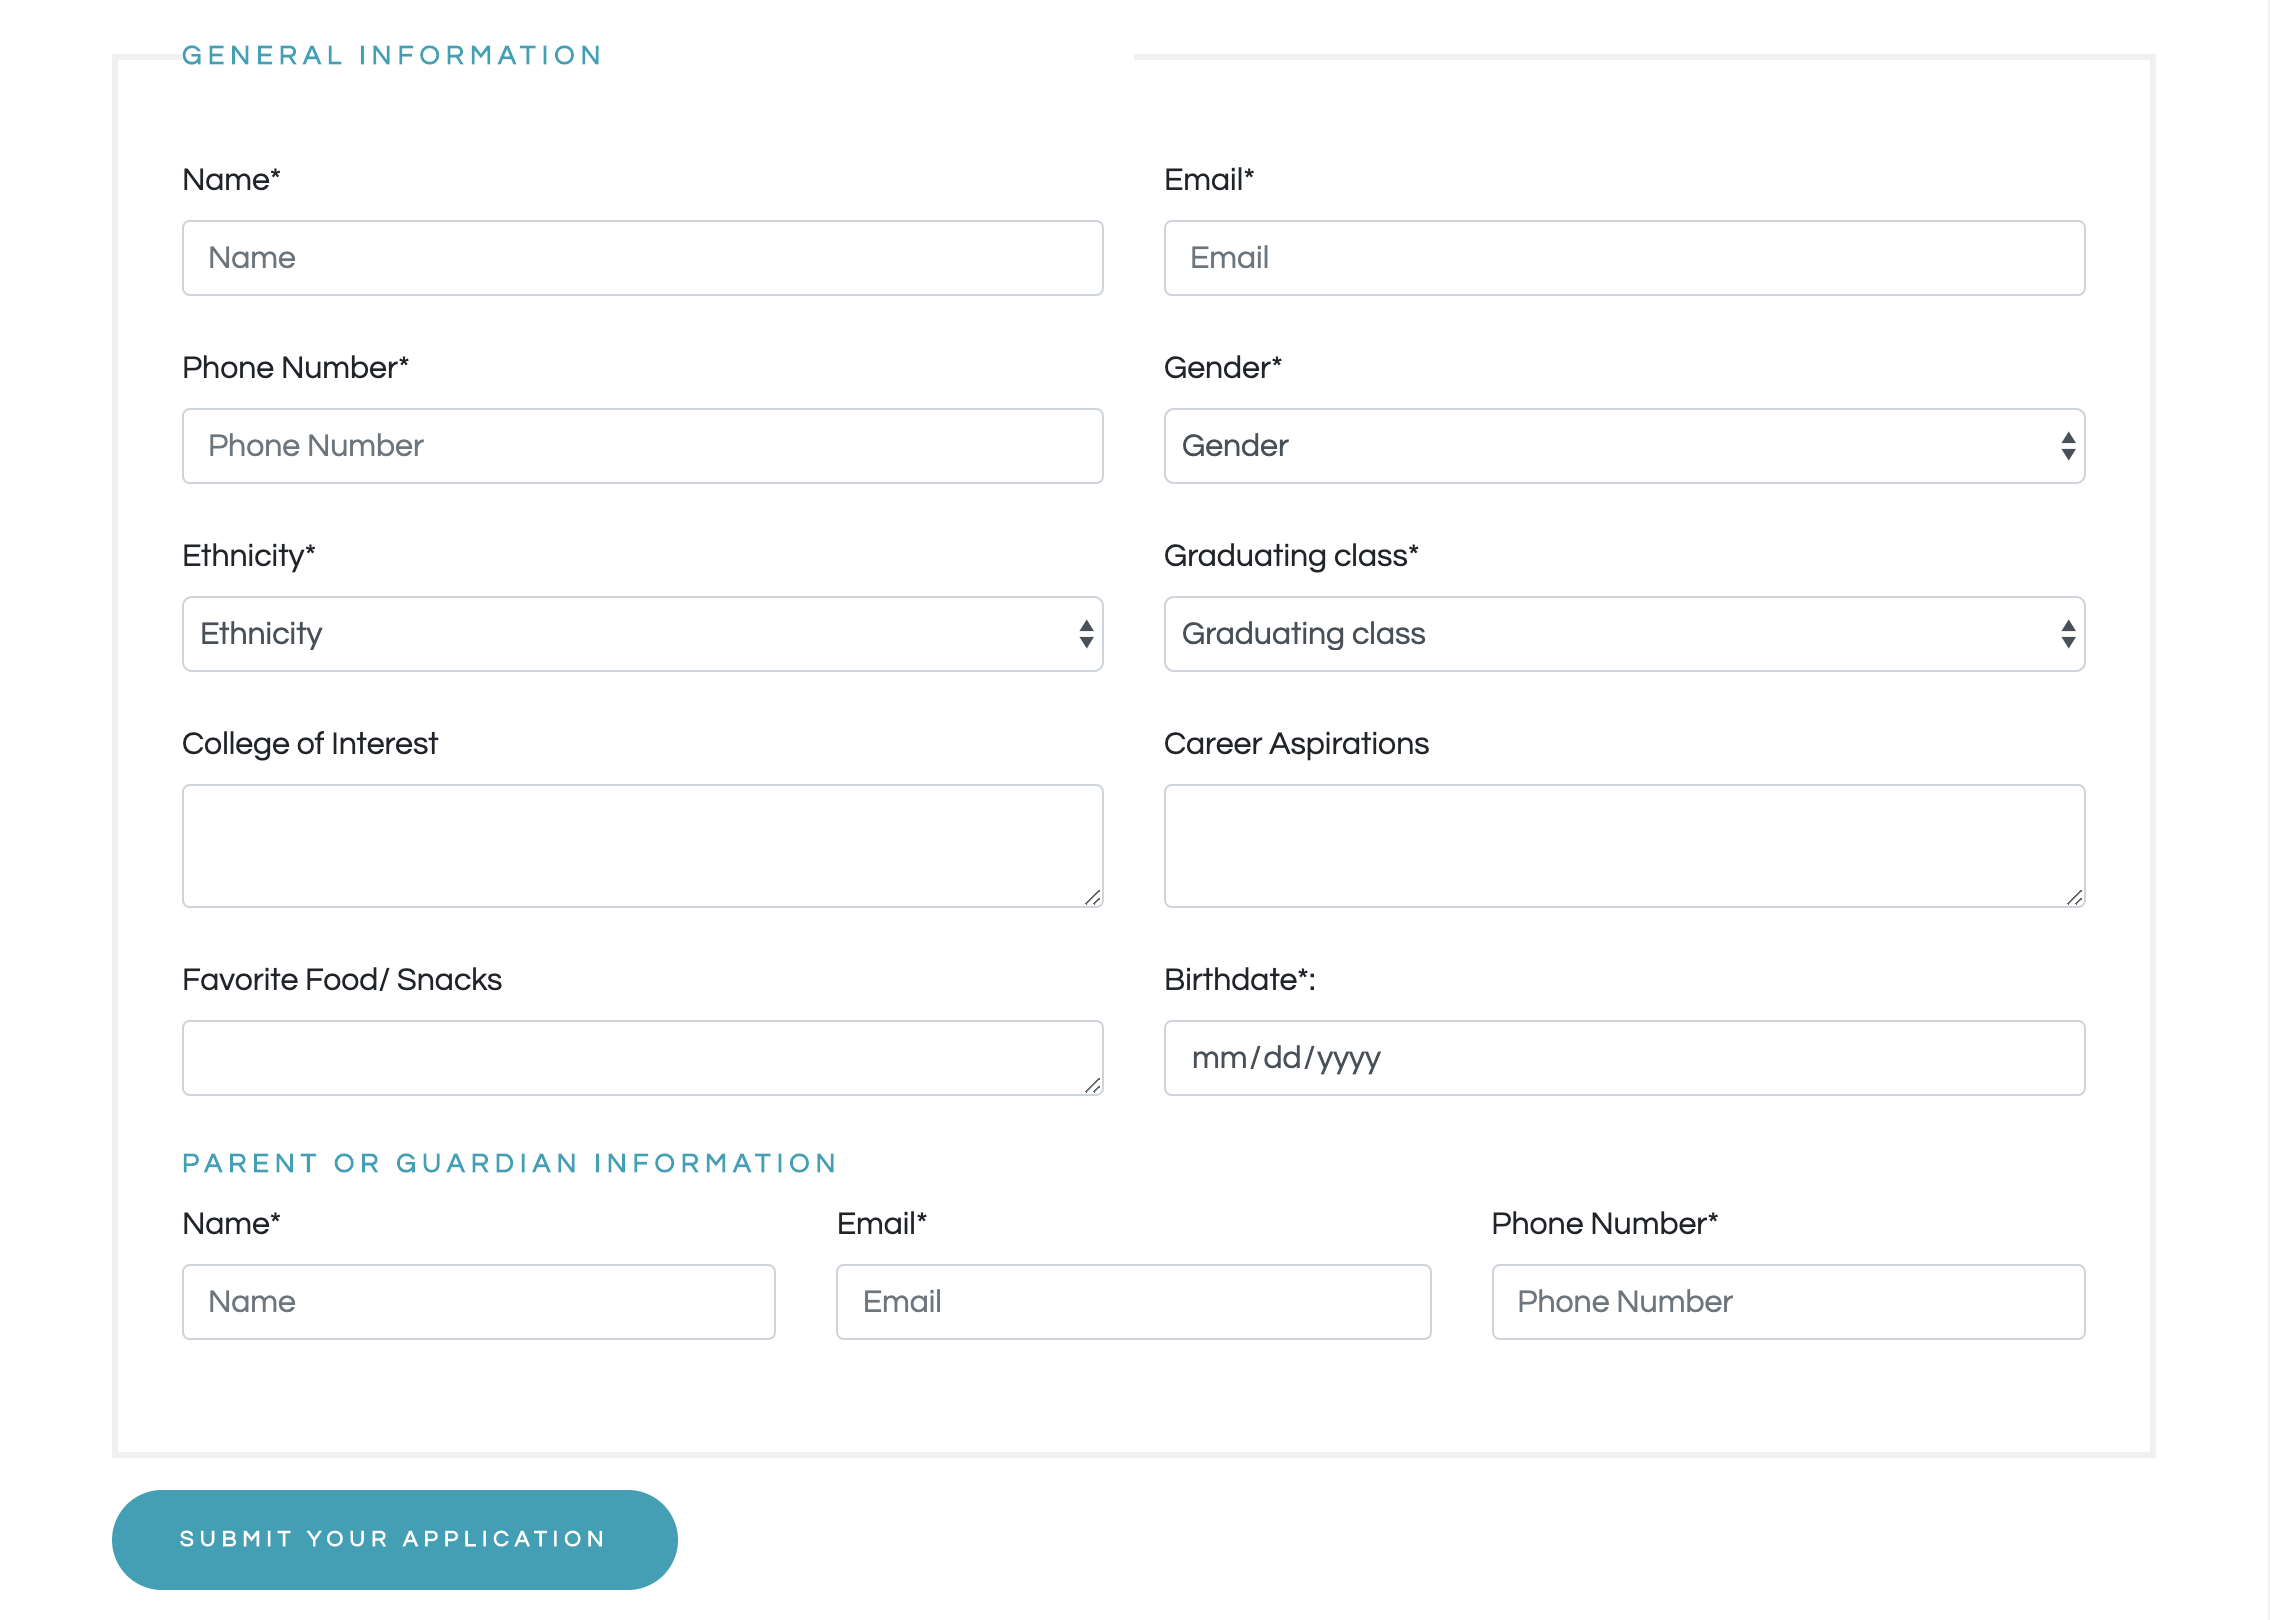 GENERAL INFORMATION
Name*
Email*
Name
Email
Phone Number*
Gender*
Phone Number
Gender
Ethnicity*
Graduating class*
Ethnicity
Graduating class
College of Interest
Career Aspirations
Favorite Food/ Snacks
Birthdate*:
mm/dd/yyyy
PARENT OR GUARDIAN INFORMATION
Name*
Email*
Phone Number*
Name
Email
Phone Number
SUBMIT YOUR APPLICATION